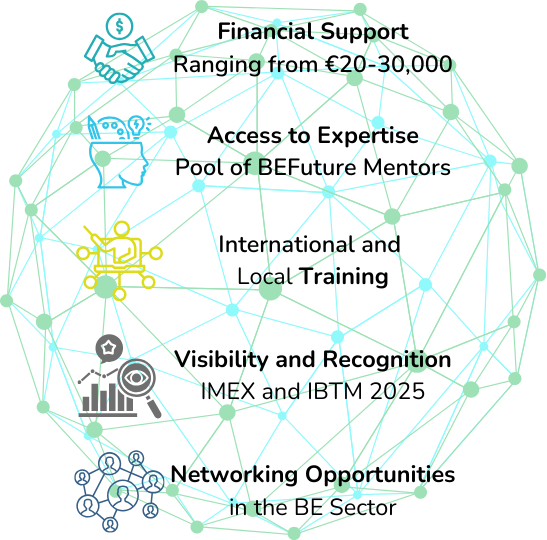 Financial Support
Ranging from €20-30,000
Access to Expertise
Pool of BEFuture Mentors
International and
Local Training
Visibility and Recognition
IMEX and IBTM 2025
Networking Opportunities
in the BE Sector